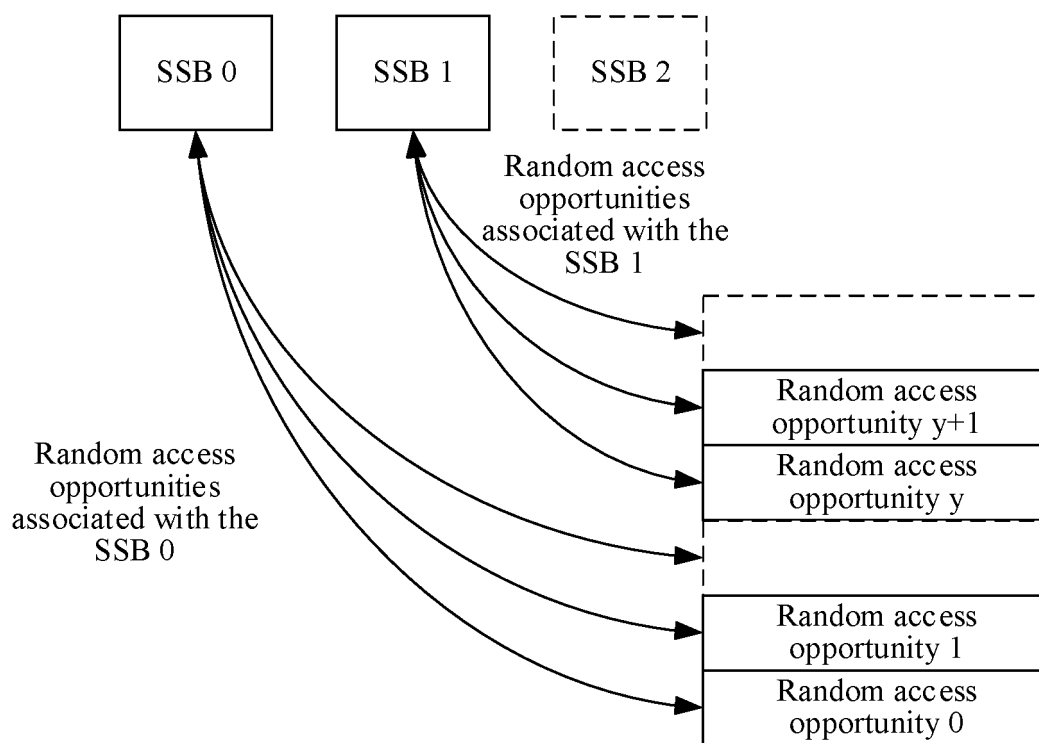 SSB 0
SSB 1
SSB 2
Random access
opportunities
associated with the
SSB 1
Random access
opportunity y+1
Random access
opportunity y
Random access
opportunities
associated with the
SSB 0
Random access
opportunity 1
Random access
opportunity 0